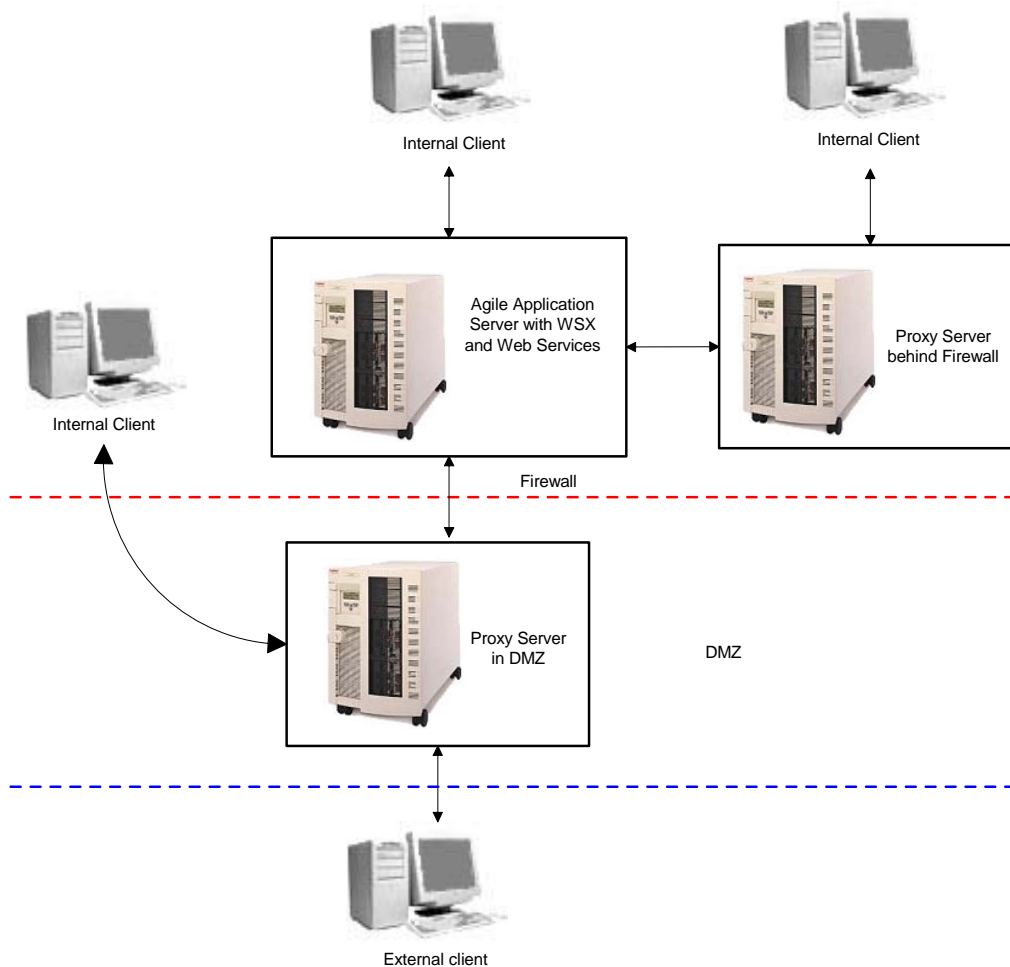 Internal Client
Internal Client
Agile Application
Server with WSX
and Web Services
Proxy Server
behind Firewall
Internal Client
Firewall
Proxy Server
in DMZ
DMZ
External client